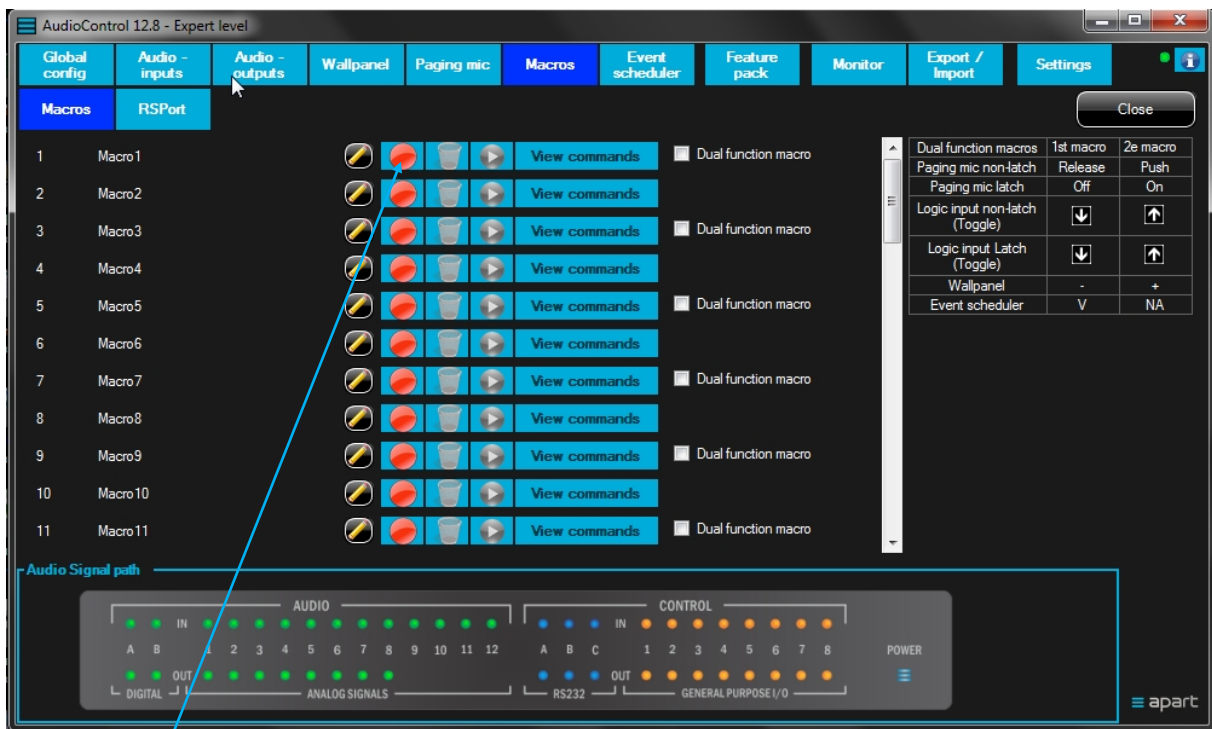 AudioControl 12.8 - Expert level
Global config
Audio - inputs
Audio - outputs
Wallpanel
Paging mic
Macros
Event scheduler
Feature pack
Monitor
Export / Import
Settings
Macros
RSPort
Close
1 Macro1 View commands Dual function macro
2 Macro2 View commands
3 Macro3 View commands Dual function macro
4 Macro4 View commands
5 Macro5 View commands Dual function macro
6 Macro6 View commands
7 Macro7 View commands Dual function macro
8 Macro8 View commands
9 Macro9 View commands Dual function macro
10 Macro10 View commands
11 Macro11 View commands Dual function macro
Dual function macros 1st macro 2e macro
Paging mic non-latch Release Push
Paging mic latch Off On
Logic input non-latch
(Toggle)
Logic input Latch
(Toggle)
Wallpanel - +
Event scheduler V NA
Audio Signal path
AUDIO
CONTROL
IN
IN
A B 1 2 3 4 5 6 7 8 9 10 11 12 A B C 1 2 3 4 5 6 7 8 POWER
OUT
OUT
DIGITAL ANALOG SIGNALS RS232 GENERAL PURPOSE I/O
apart